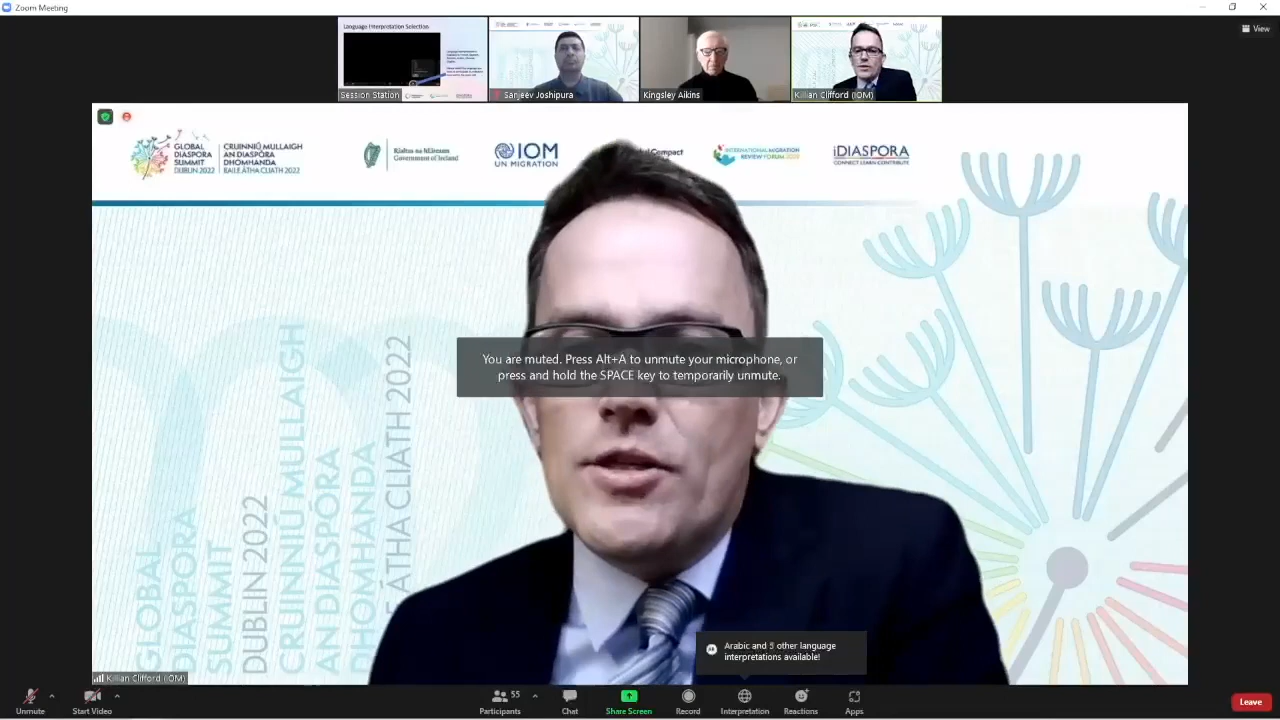 Zoom Meeting
View
Language Interpretation Selection
Session Station
Sanjeev Joshipura
Kingsley Aikins
Killian Clifford (IOM)
GLOBAL
DIASPORA
SUMMIT
DUBLIN 2022
CRUINNIÚ MULLAIGH
AN DIASPÓRA
DHOMHANDA
BAILE ÁTHA CLIATH 2022
Rialtas na hÉireann
Government of Ireland
IOM
UN MIGRATION
Compact
INTERNATIONAL MIGRATION
REVIEW FORUM 2022
iDIASPORA
CONNECT LEARN CONTRIBUTE
You are muted. Press Alt+A to unmute your microphone, or
press and hold the SPACE key to temporarily unmute.
GLOBAL
DIASPORA
SUMMIT
DUBLIN 2022
CRUINNIÚ MULLAIGH
AN DIASPÓRA
DHOMHANDA
ÁTHACLIATH 2022
Arabic and 5 other language
interpretations available!
Killian Clifford (IOM)
Unmute
Start Video
55
Participants
Chat
Share Screen
Record
Interpretation
Reactions
Apps
Leave